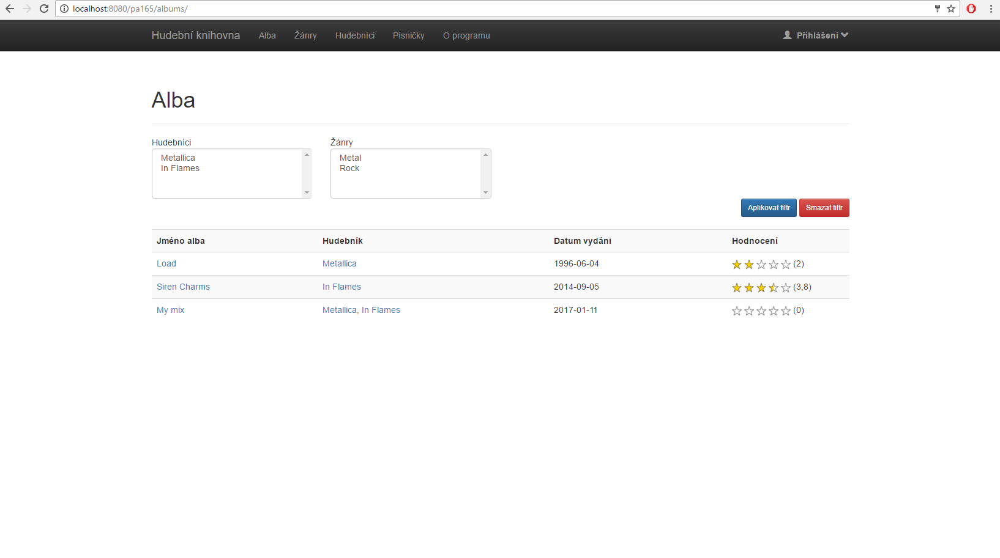 localhost:8080/pa165/albums/
Hudební knihovna Alba Žánry Hudebníci Písničky O programu Přihlášení
Alba
Hudebníci Žánry
Metallica Metal
In Flames Rock
Aplikovat filtr Smazat filtr
Jméno alba Hudebník Datum vydání Hodnocení
Load Metallica 1996-06-04 (2)
Siren Charms In Flames 2014-09-05 (3,8)
My mix Metallica, In Flames 2017-01-11 (0)